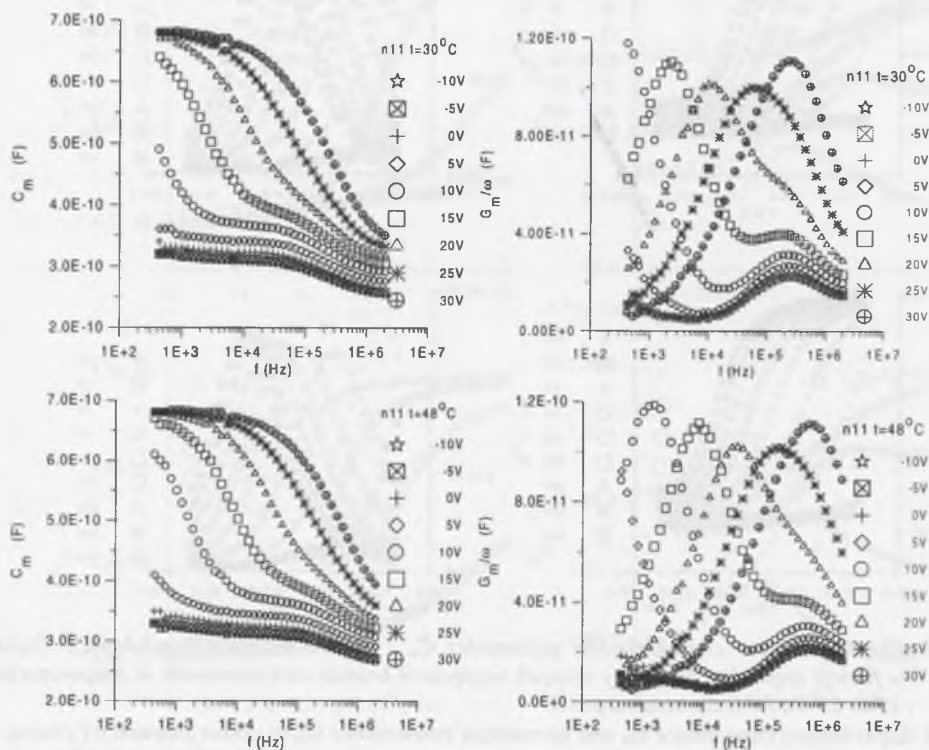 7.0E-10
6.0E-10
5.0E-10
4.0E-10
3.0E-10
2.0E-10
C_m (F)
1E+2 1E+3 1E+4 1E+5 1E+6 1E+7
f (Hz)
n11 t=30°C
-10V
-5V
0V
5V
10V
15V
20V
25V
30V
1.20E-10
8.00E-11
4.00E-11
0.00E+0
G_m/ω (F)
1E+2 1E+3 1E+4 1E+5 1E+6 1E+7
f (Hz)
n11 t=30°C
-10V
-5V
0V
5V
10V
15V
20V
25V
30V
7.0E-10
6.0E-10
5.0E-10
4.0E-10
3.0E-10
2.0E-10
C_m (F)
1E+2 1E+3 1E+4 1E+5 1E+6 1E+7
f (Hz)
n11 t=48°C
-10V
-5V
0V
5V
10V
15V
20V
25V
30V
1.2E-10
8.0E-11
4.0E-11
0.0E+0
G_m/ω (F)
1E+2 1E+3 1E+4 1E+5 1E+6 1E+7
f (Hz)
n11 t=48°C
-10V
-5V
0V
5V
10V
15V
20V
25V
30V